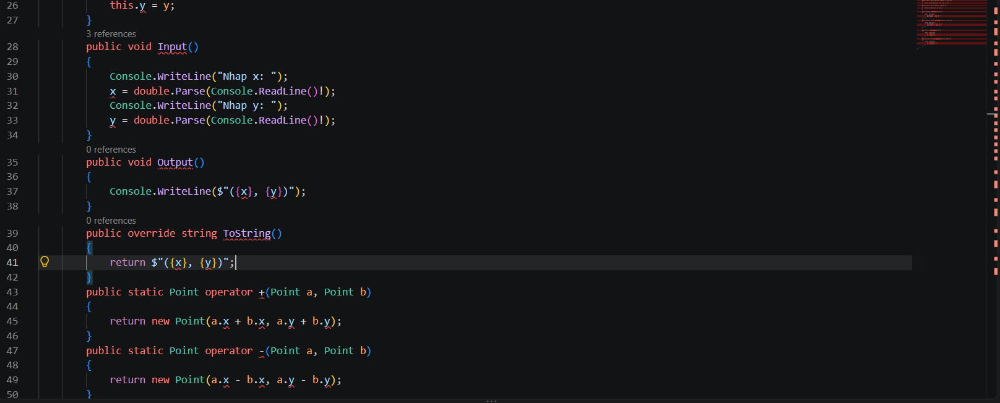 26 this.y = y;
27 }
3 references
28 public void Input()
29 {
30 Console.WriteLine("Nhap x: ");
31 x = double.Parse(Console.ReadLine()!);
32 Console.WriteLine("Nhap y: ");
33 y = double.Parse(Console.ReadLine()!);
34 }
0 references
35 public void Output()
36 {
37 Console.WriteLine($"({x}, {y})");
38 }
0 references
39 public override string ToString()
40 {
41 return $"({x}, {y})";
42 }
43 public static Point operator +(Point a, Point b)
44 {
45 return new Point(a.x + b.x, a.y + b.y);
46 }
47 public static Point operator -(Point a, Point b)
48 {
49 return new Point(a.x - b.x, a.y - b.y);
50 }